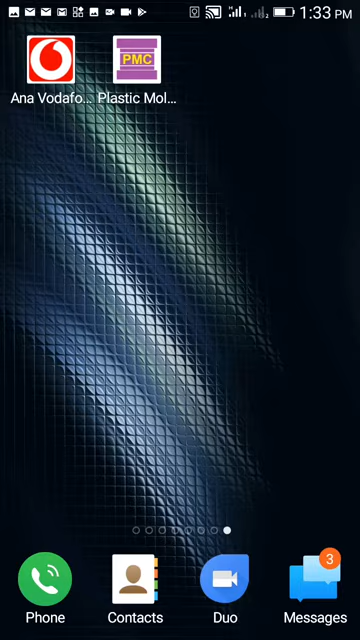 1:33 PM
PMC
Ana Vodafo... Plastic Mol...
3
Phone Contacts Duo Messages